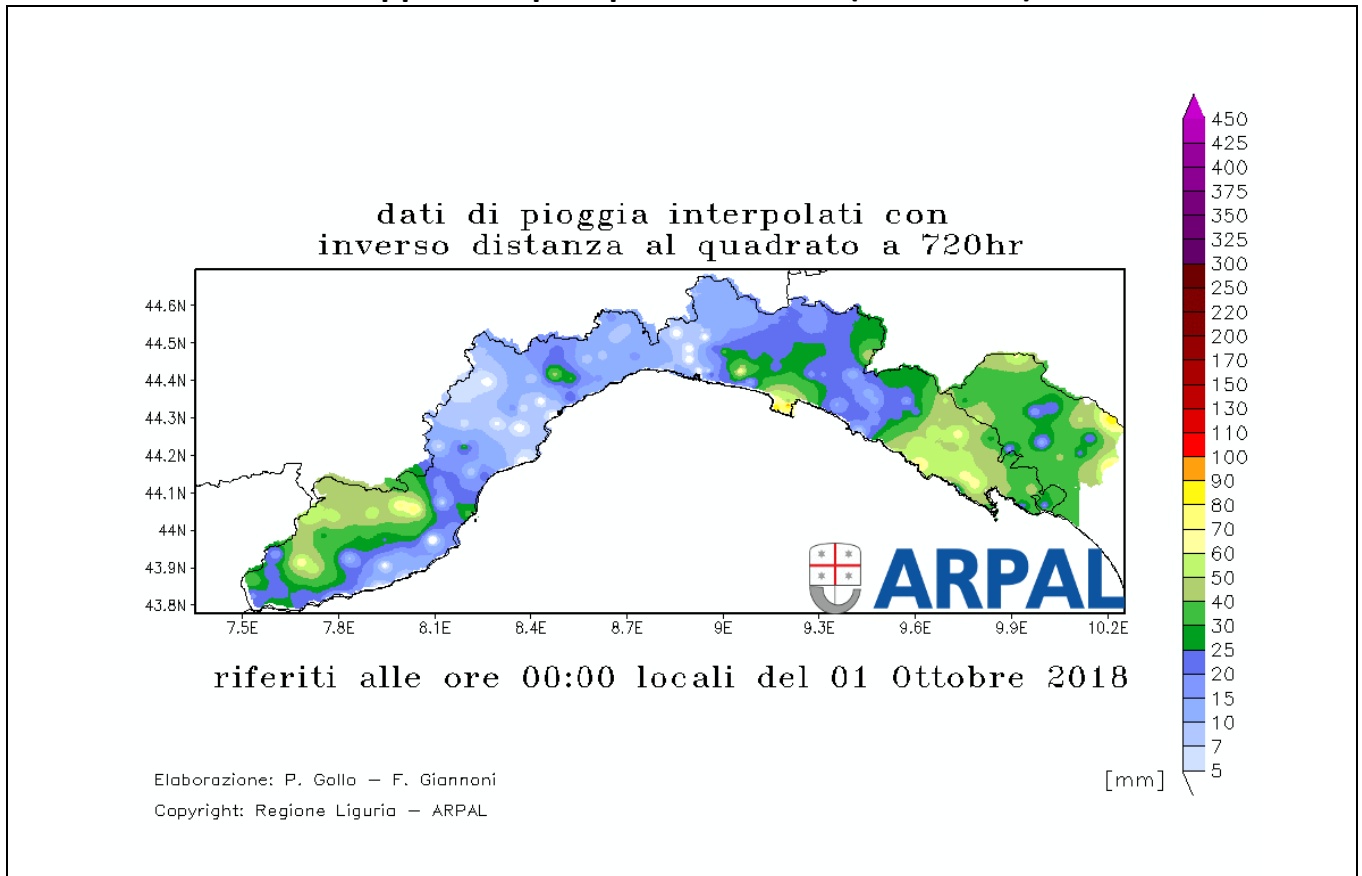 dati di pioggia interpolati con
inverso distanza al quadrato a 720hr
44.6N
44.5N
44.4N
44.3N
44.2N
44.1N
44N
43.9N
43.8N
7.5E 7.8E 8.1E 8.4E 8.7E 9E 9.3E 9.6E 9.9E 10.2E
ARPAL
riferiti alle ore 00:00 locali del 01 Ottobre 2018
450
425
400
375
350
325
300
250
220
200
170
150
130
110
100
90
80
70
60
50
40
30
25
20
15
10
7
5
[mm]
Elaborazione: P. Gollo – F. Giannoni
Copyright: Regione Liguria – ARPAL